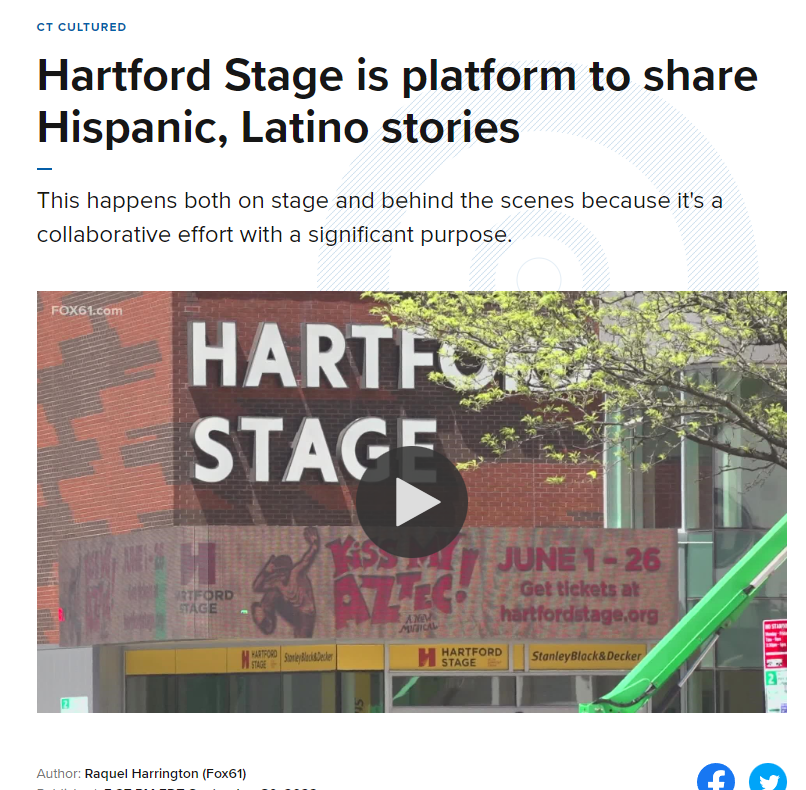 CT CULTURED
Hartford Stage is platform to share
Hispanic, Latino stories
This happens both on stage and behind the scenes because it's a
collaborative effort with a significant purpose.
FOX61.com
HARTFORD
STAGE
H
HARTFORD
STAGE
KISS MY
AZTEC!
A NEW
MUSICAL
JUNE 1 - 26
Get tickets at
hartfordstage.org
H HARTFORD
STAGE
StanleyBlack&Decker
H HARTFORD
STAGE
StanleyBlack&Decker
Author: Raquel Harrington (Fox61)